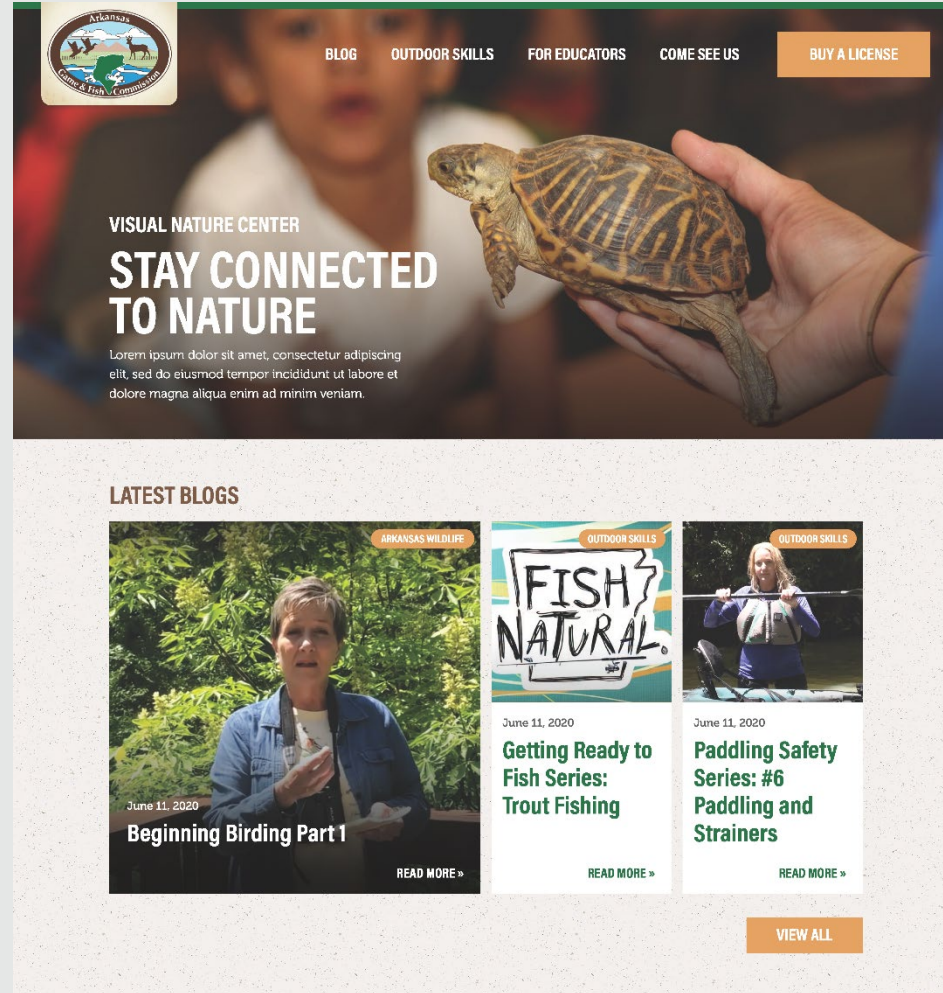 Arkansas
Game & Fish Commission
BLOG
OUTDOOR SKILLS
FOR EDUCATORS
COME SEE US
BUY A LICENSE
VISUAL NATURE CENTER
STAY CONNECTED
TO NATURE
Lorem ipsum dolor sit amet, consectetur adipiscing
elit, sed do eiusmod tempor incididunt ut labore et
dolore magna aliqua enim ad minim veniam.
LATEST BLOGS
ARKANSAS WILDLIFE
June 11, 2020
Beginning Birding Part 1
READ MORE »
OUTDOOR SKILLS
FISH
NATURAL.
June 11, 2020
Getting Ready to
Fish Series:
Trout Fishing
READ MORE »
OUTDOOR SKILLS
June 11, 2020
Paddling Safety
Series: #6
Paddling and
Strainers
READ MORE »
VIEW ALL